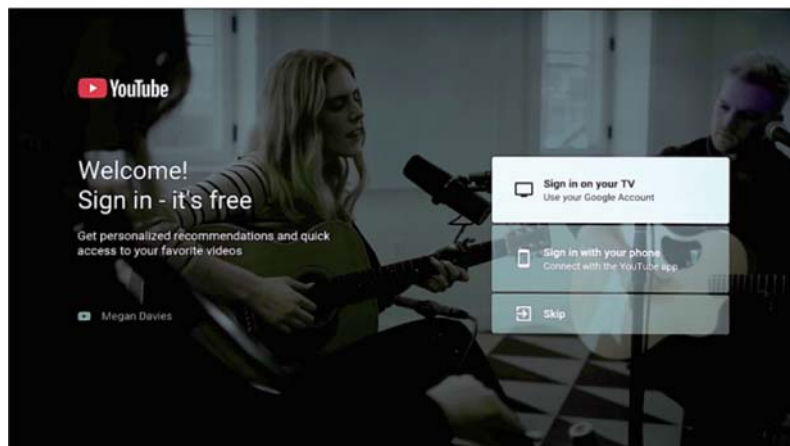 YouTube
Welcome!
Sign in - it's free
Get personalized recommendations and quick
access to your favorite videos
Megan Davies
Sign in on your TV
Use your Google Account
Sign in with your phone
Connect with the YouTube app
Skip